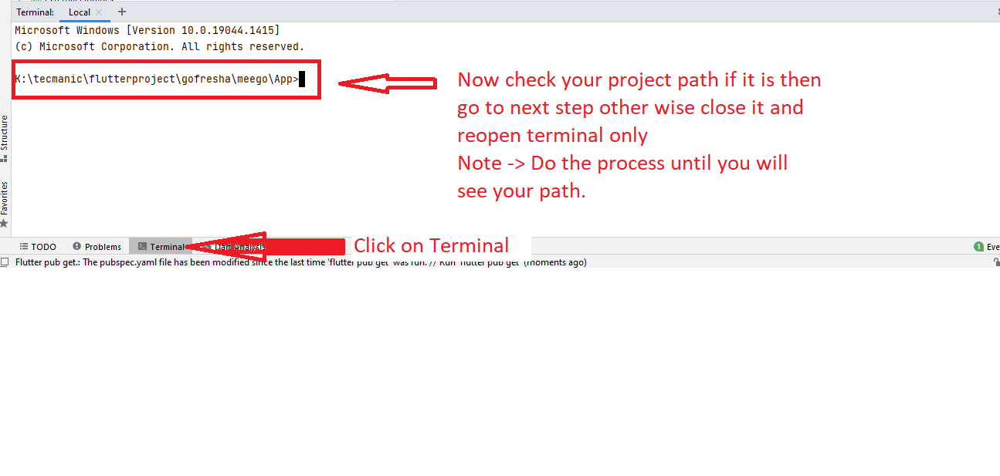 Terminal: Local × +
Microsoft Windows [Version 10.0.19044.1415]
(c) Microsoft Corporation. All rights reserved.
K:\tecmanic\flutterproject\gofresha\meego\App>
Now check your project path if it is then
go to next step other wise close it and
reopen terminal only
Note -> Do the process until you will
see your path.
Structure
Favorites
TODO Problems Terminal Dart Analysis
Click on Terminal
1 Eve
Flutter pub get.: The pubspec.yaml file has been modified since the last time 'flutter pub get' was run. // Run 'flutter pub get' (moments ago)